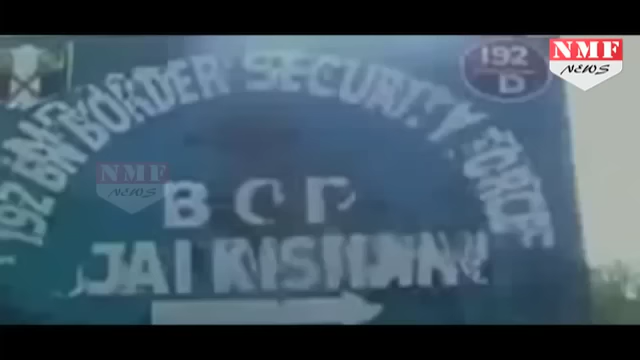 NMF
NEWS
192
D
192 BN BORDER SECURITY FORCE
NMF
NEWS
BOP
JAI KISHAN